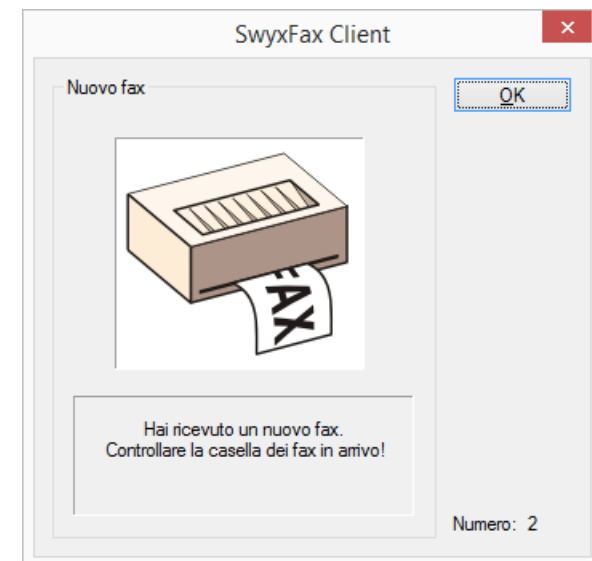 SwyxFax Client
Nuovo fax
OK
FAX
Hai ricevuto un nuovo fax.
Controllare la casella dei fax in arrivo!
Numero: 2